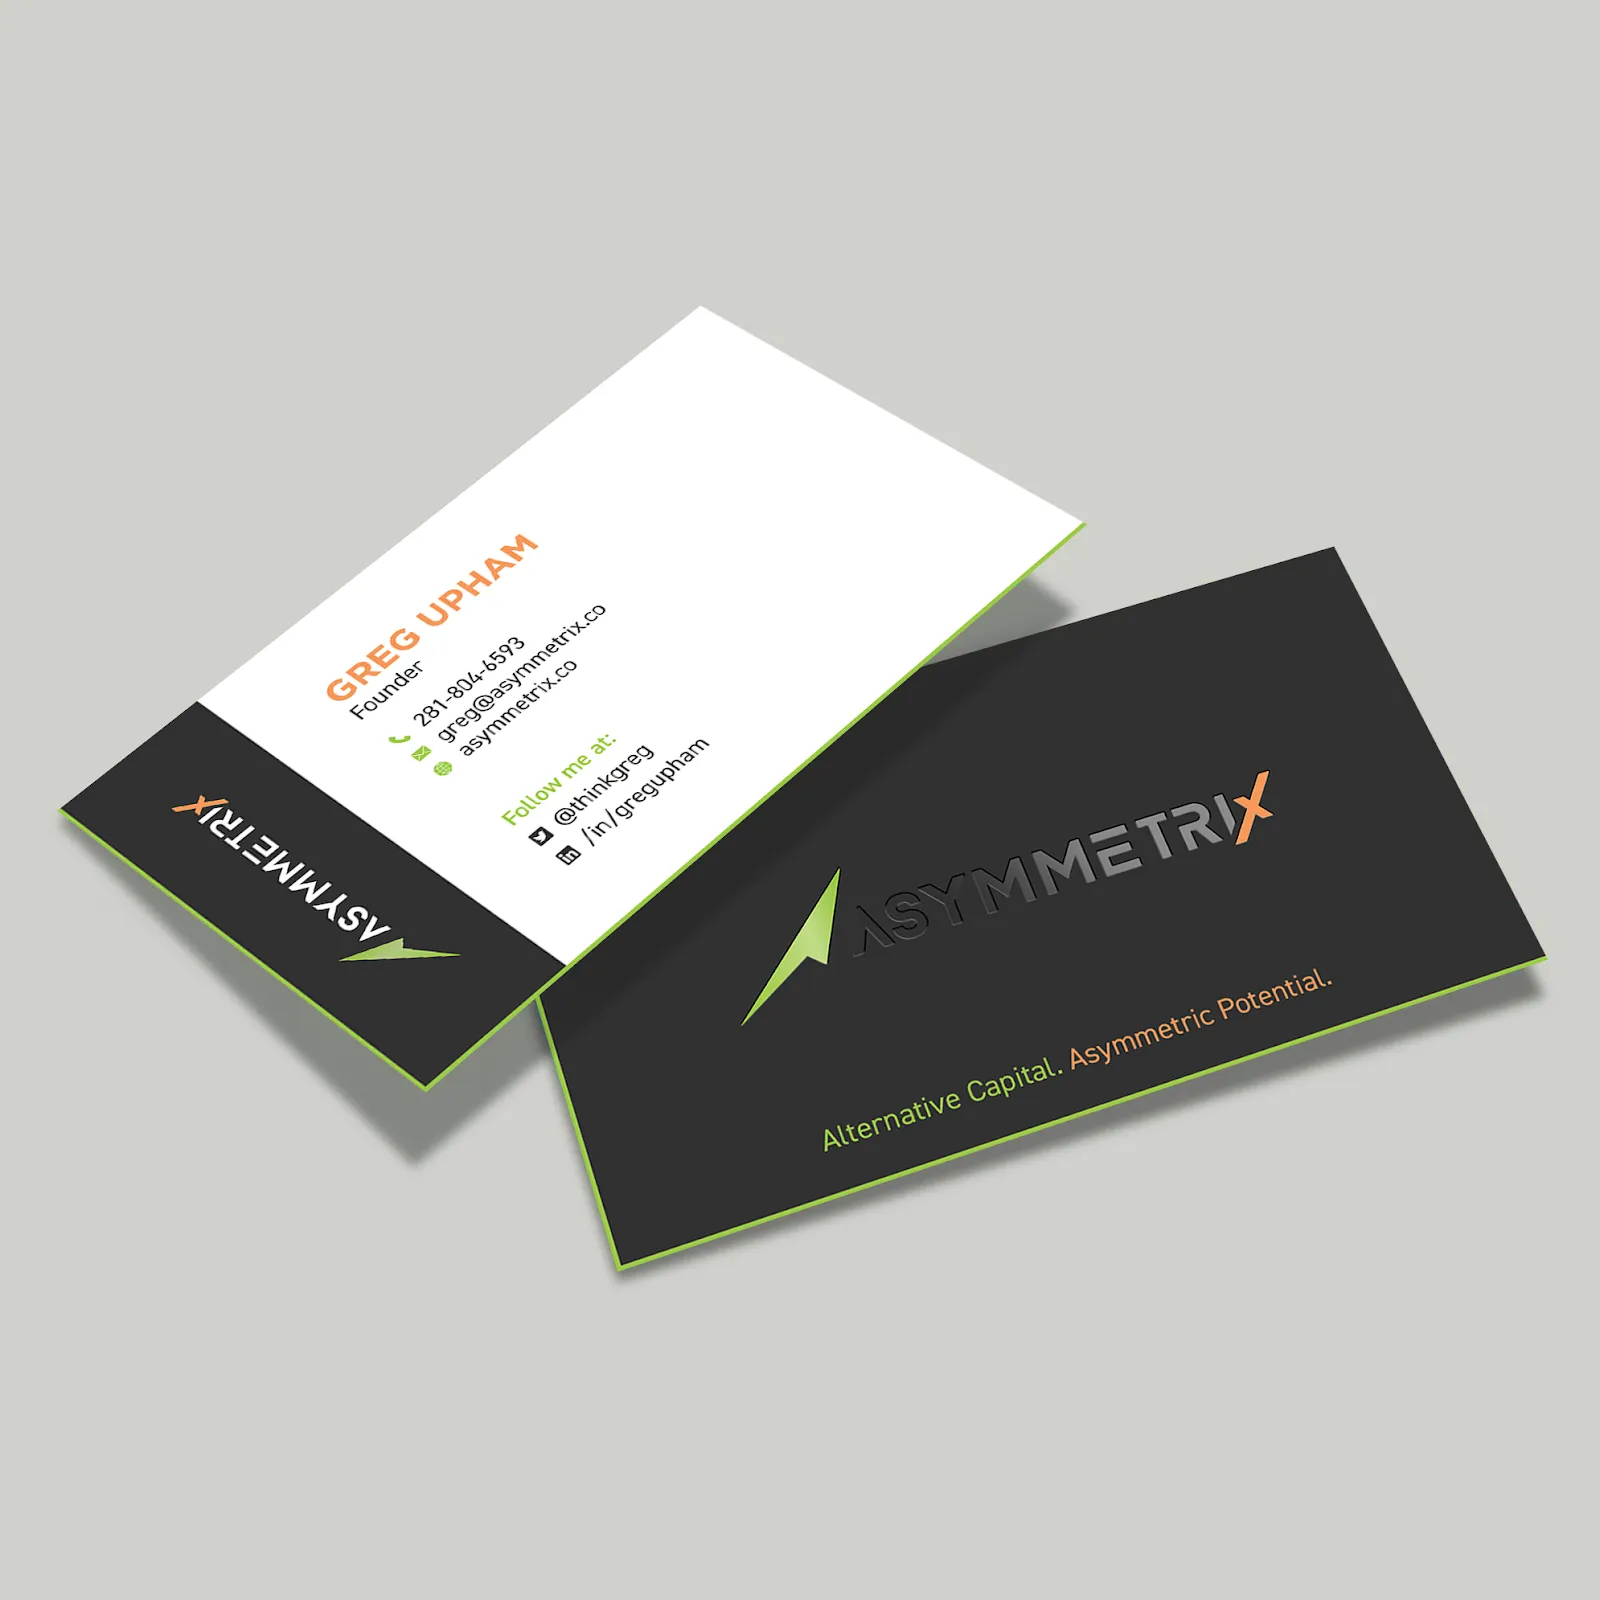 GREG UPHAM
Founder
281-804-6593
greg@asymmetrix.co
asymmetrix.co
Follow me at:
@thinkgreg
/in/gregupham
ASYMMETRIX
ASYMMETRIX
Alternative Capital. Asymmetric Potential.